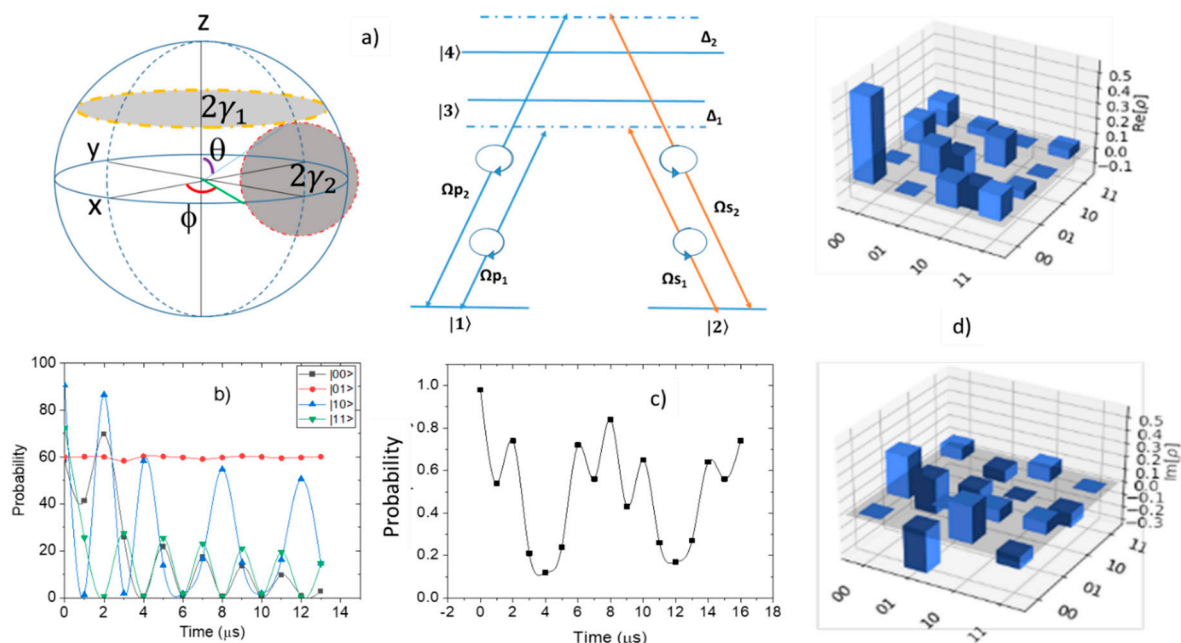 a)
z
2γ₁
θ
y
2γ₂
x
ϕ
Δ₂
|4⟩
|3⟩
Δ₁
Ωp₂
Ωs₂
Ωp₁
Ωs₁
|1⟩
|2⟩
0.5
0.4
0.3
0.2
0.1
0.0
−0.1
Re[ρ]
00
01
10
11
00
01
10
11
b)
100
80
60
40
20
0
Probability
|00>
|01>
|10>
|11>
0 2 4 6 8 10 12 14
Time (μs)
c)
1.0
0.8
0.6
0.4
0.2
0.0
Probability
-2 0 2 4 6 8 10 12 14 16 18
Time (μs)
d)
0.5
0.4
0.3
0.2
0.1
0.0
−0.1
−0.2
−0.3
Im[ρ]
00
01
10
11
00
01
10
11